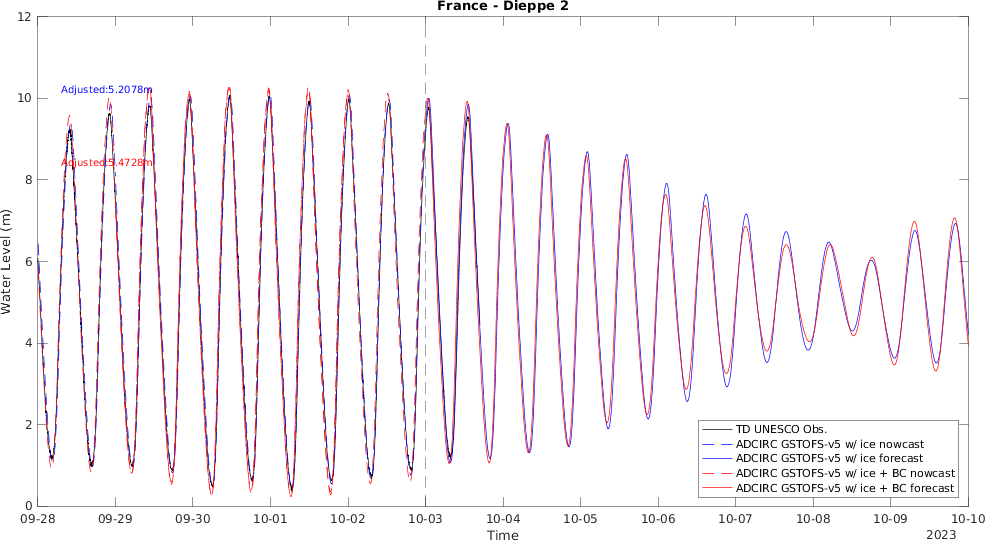 France - Dieppe 2
12
10
8
6
4
2
0
Water Level (m)
Adjusted:5.2078m
Adjusted:5.4728m
TD UNESCO Obs.
ADCIRC GSTOFS-v5 w/ ice nowcast
ADCIRC GSTOFS-v5 w/ ice forecast
ADCIRC GSTOFS-v5 w/ ice + BC nowcast
ADCIRC GSTOFS-v5 w/ ice + BC forecast
09-28 09-29 09-30 10-01 10-02 10-03 10-04 10-05 10-06 10-07 10-08 10-09 10-10
Time
2023